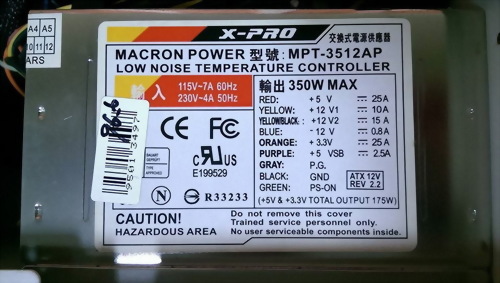 A4 A5
10 11 12
ARS
X-PRO
交換式電源供應器
MACRON POWER 型號: MPT-3512AP
LOW NOISE TEMPERATURE CONTROLLER
輸入
115V~7A 60Hz
230V~4A 50Hz
輸出 350W MAX
RED: +5 V 25A
YELLOW: +12 V1 10A
YELLOW/BLACK: +12 V2 15A
BLUE: -12 V 0.8A
ORANGE: +3.3V 25A
PURPLE: +5 VSB 2.5A
GRAY: P.G.
BLACK: GND
GREEN: PS-ON
ATX 12V
REV 2.2
(+5V & +3.3V TOTAL OUTPUT 175W)
CE FC
c RU US
E199529
N
R33233
CAUTION!
HAZARDOUS AREA
Do not remove this cover
Trained service personnel only.
No user serviceable components inside.